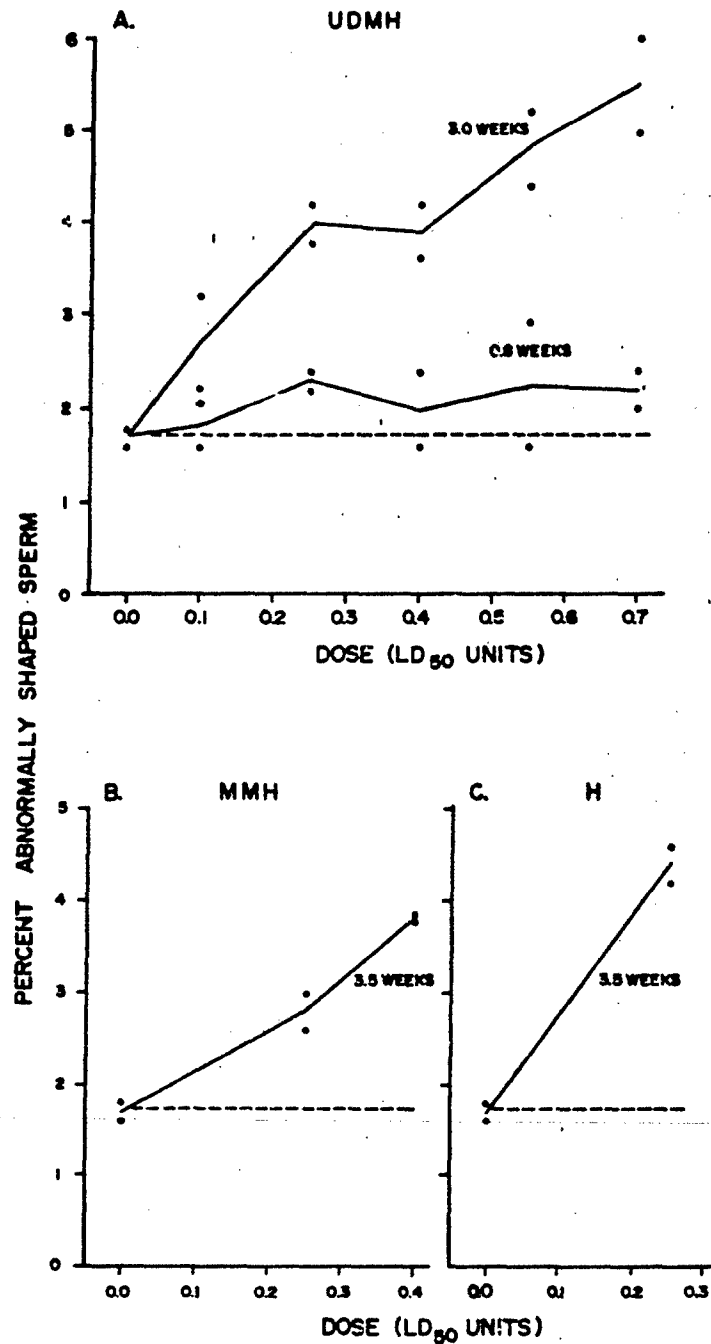 A. UDMH
6
5
4
3
2
1
0
3.0 WEEKS
0.8 WEEKS
0.0 0.1 0.2 0.3 0.4 0.5 0.6 0.7
DOSE (LD50 UNITS)
PERCENT ABNORMALLY SHAPED SPERM
B. MMH
5
4
3
2
1
0
3.5 WEEKS
0.0 0.1 0.2 0.3 0.4
C. H
3.5 WEEKS
0.0 0.1 0.2 0.3
DOSE (LD50 UNITS)